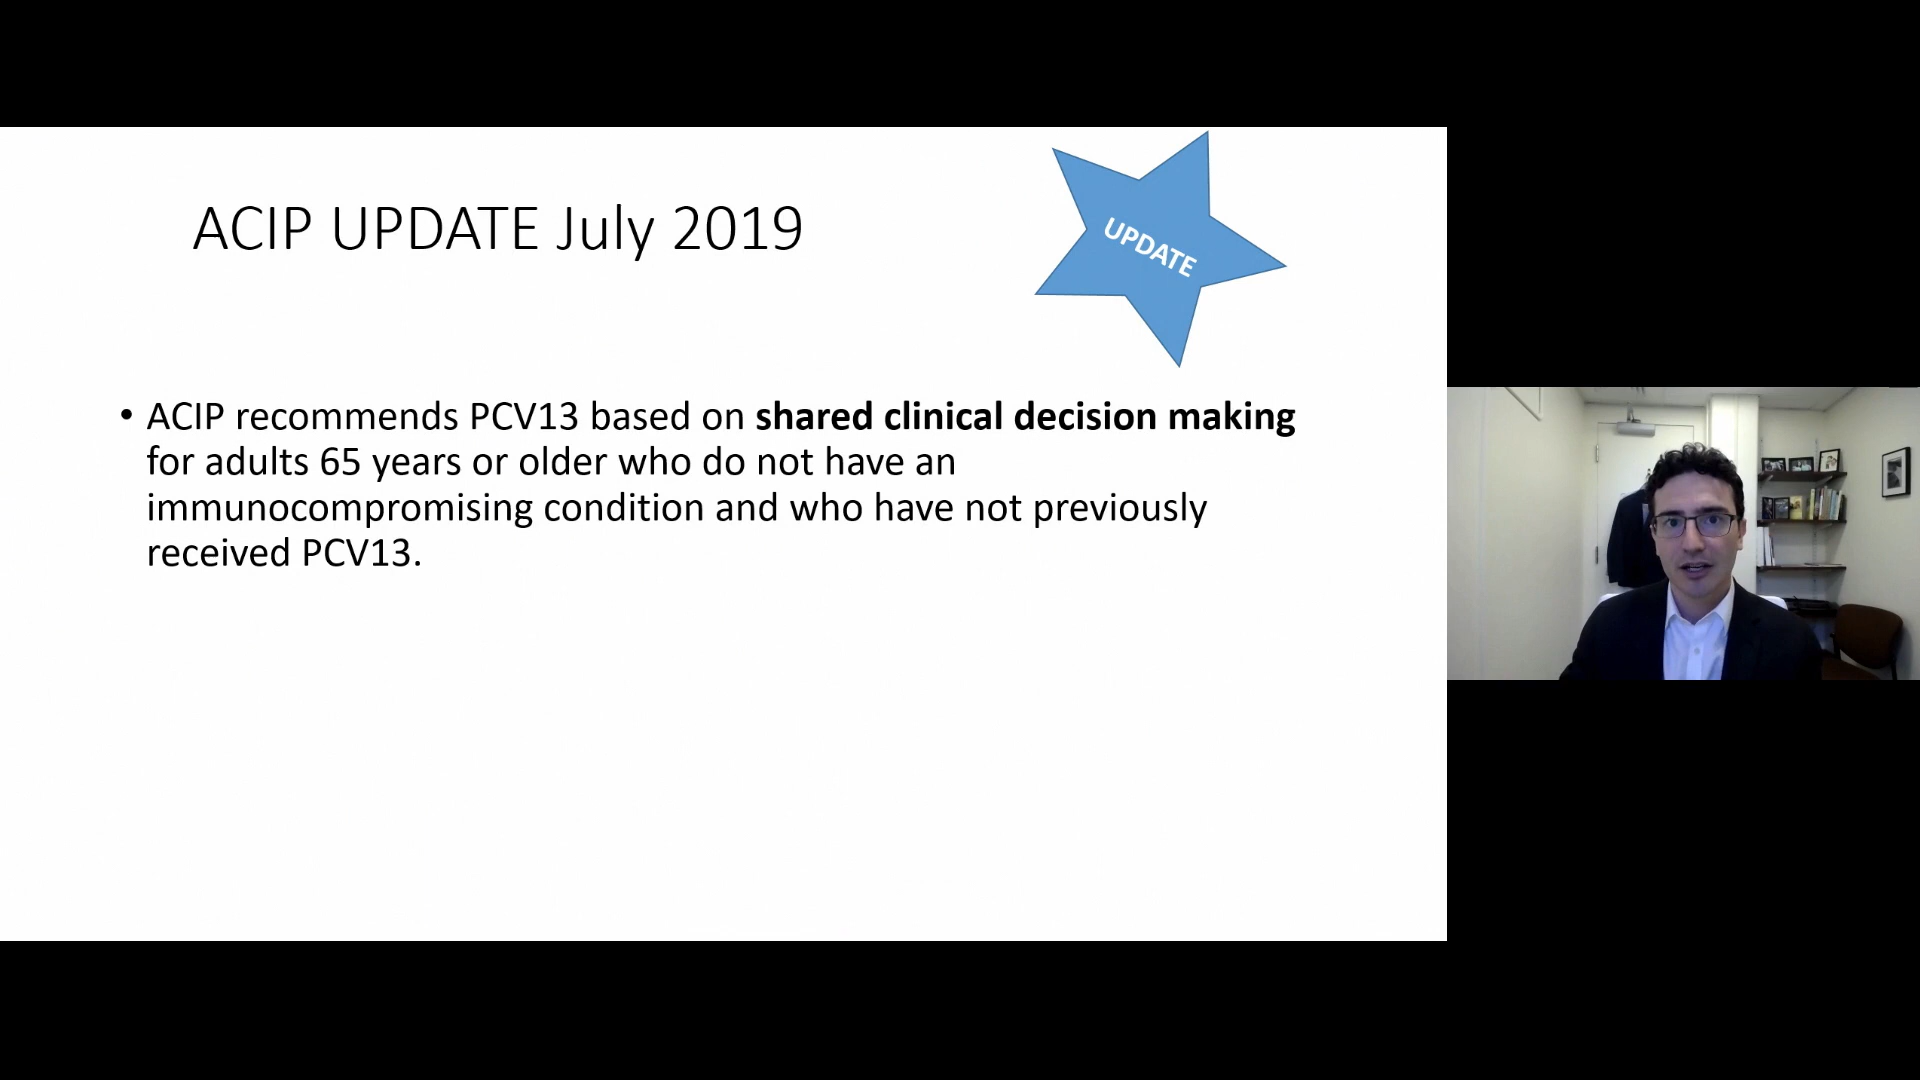 ACIP UPDATE July 2019
UPDATE
• ACIP recommends PCV13 based on shared clinical decision making
for adults 65 years or older who do not have an
immunocompromising condition and who have not previously
received PCV13.